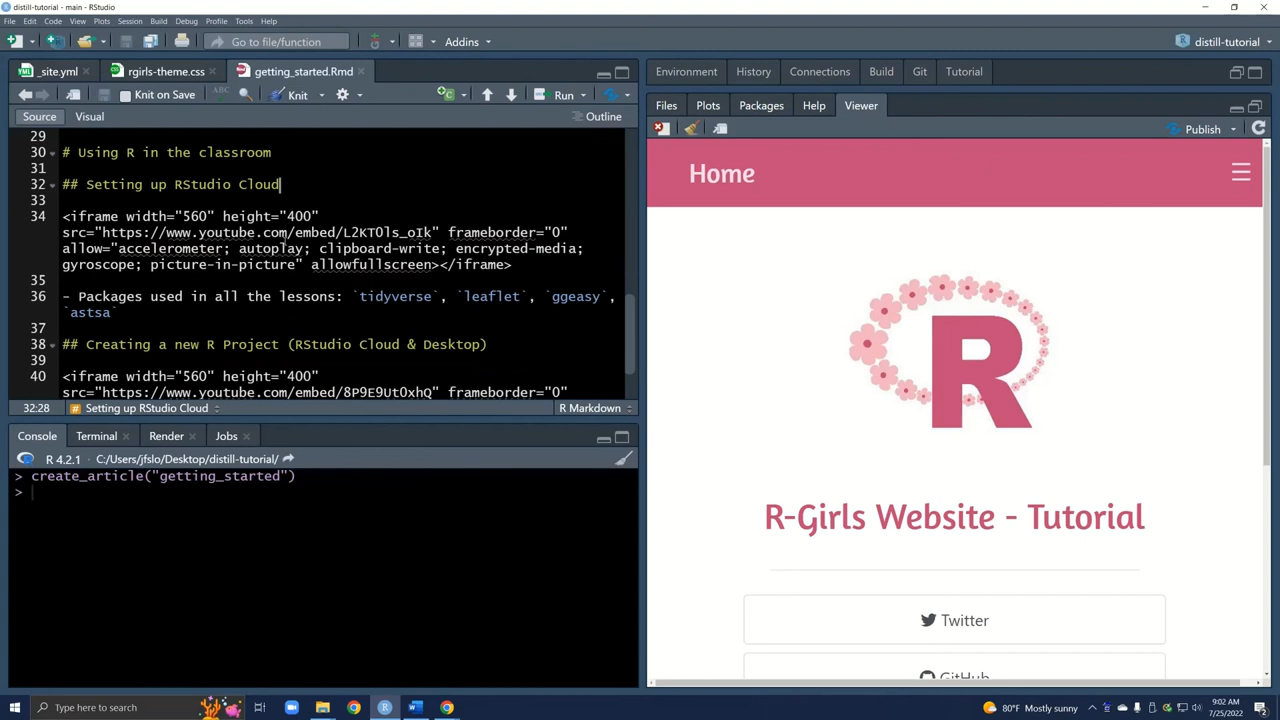 distill-tutorial - main - RStudio
File Edit Code View Plots Session Build Debug Profile Tools Help
Go to file/function
Addins
distill-tutorial
_site.yml
rgirls-theme.css
getting_started.Rmd
Knit on Save
ABC
Knit
Run
Source
Visual
Outline
29
30 # Using R in the classroom
31
32 ## Setting up RStudio Cloud
33
34 <iframe width="560" height="400"
src="https://www.youtube.com/embed/L2KT0ls_oIk" frameborder="0"
allow="accelerometer; autoplay; clipboard-write; encrypted-media;
gyroscope; picture-in-picture" allowfullscreen></iframe>
35
36 - Packages used in all the lessons: `tidyverse`, `leaflet`, `ggeasy`,
`astsa`
37
38 ## Creating a new R Project (RStudio Cloud & Desktop)
39
40 <iframe width="560" height="400"
src="https://www.youtube.com/embed/8P9E9Ut0xhQ" frameborder="0"
32:28
# Setting up RStudio Cloud
R Markdown
Console
Terminal
Render
Jobs
R 4.2.1 · C:/Users/jfslo/Desktop/distill-tutorial/
> create_article("getting_started")
>
Environment
History
Connections
Build
Git
Tutorial
Files
Plots
Packages
Help
Viewer
Publish
Home
R
R-Girls Website - Tutorial
Twitter
GitHub
Type here to search
80°F Mostly sunny
9:02 AM
7/25/2022
2